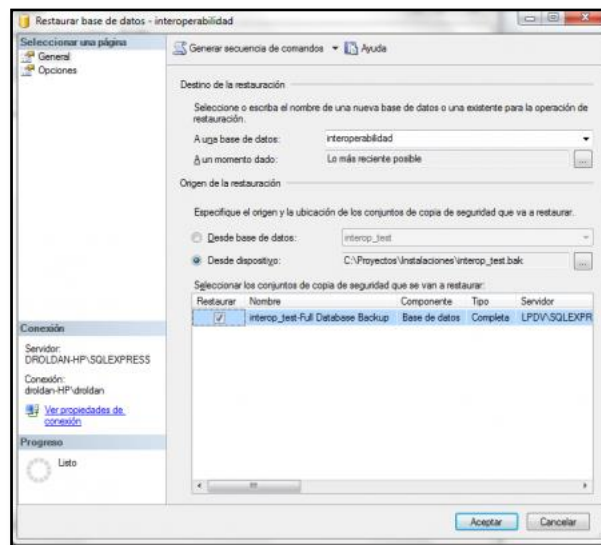 Restaurar base de datos - interoperabilidad
Seleccionar una página
General
Opciones
Generar secuencia de comandos
Ayuda
Destino de la restauración
Seleccione o escriba el nombre de una nueva base de datos o una existente para la operación de
restauración.
A una base de datos:
interoperabilidad
A un momento dado:
Lo más reciente posible
...
Origen de la restauración
Especifique el origen y la ubicación de los conjuntos de copia de seguridad que va a restaurar.
Desde base de datos:
interop_test
Desde dispositivo:
C:\Proyectos\Instalaciones\interop_test.bak
...
Seleccionar los conjuntos de copia de seguridad que se van a restaurar:
Restaurar Nombre Componente Tipo Servidor
interop_test-Full Database Backup Base de datos Completa LPDV\SQLEXPR
Conexión
Servidor:
DROLDAN-HP\SQLEXPRESS
Conexión:
droldan-HP\droldan
Ver propiedades de
conexión
Progreso
Listo
Aceptar
Cancelar